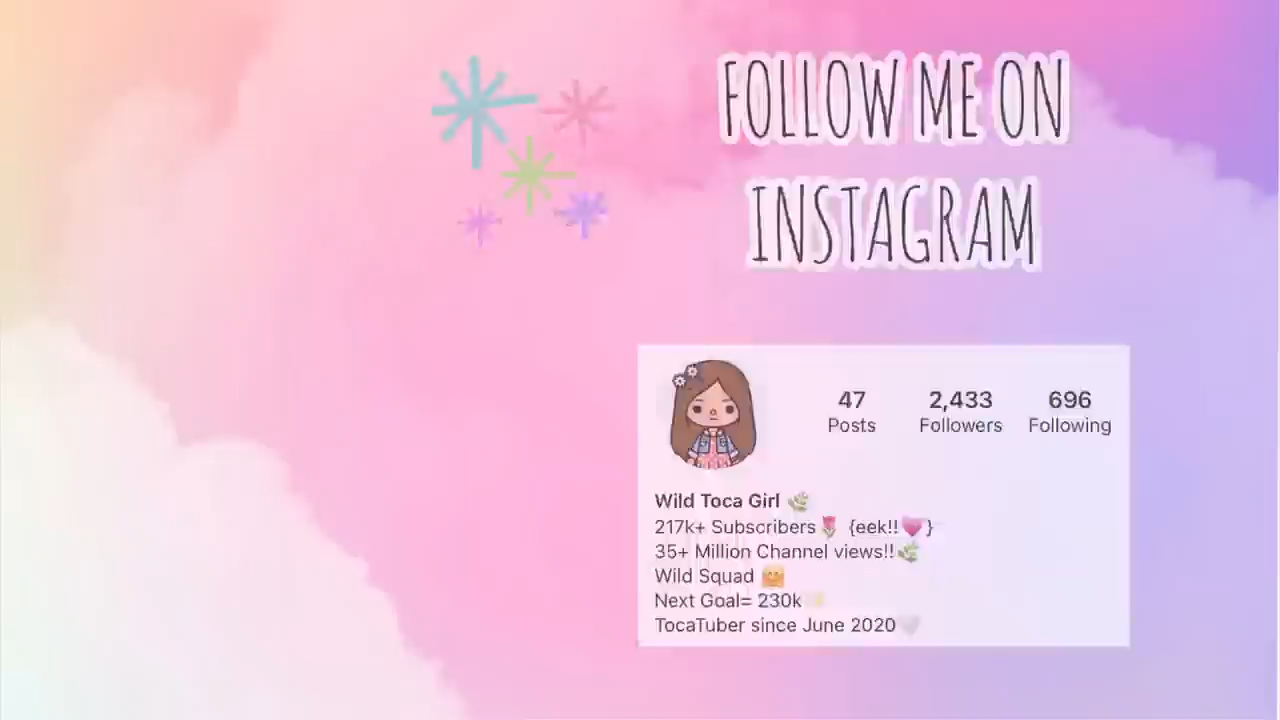 FOLLOW ME ON
INSTAGRAM
47 2,433 696
Posts Followers Following
Wild Toca Girl 🌿
217k+ Subscribers🌷 {eek!!💗}
35+ Million Channel views!!🌿
Wild Squad 🤗
Next Goal= 230k✨
TocaTuber since June 2020🤍